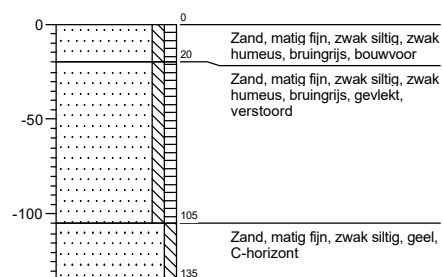 0
0
Zand, matig fijn, zwak siltig, zwak
humeus, bruingrijs, bouwvoor
20
Zand, matig fijn, zwak siltig, zwak
humeus, bruingrijs, gevlekt,
verstoord
-50
-100
105
Zand, matig fijn, zwak siltig, geel,
C-horizont
135